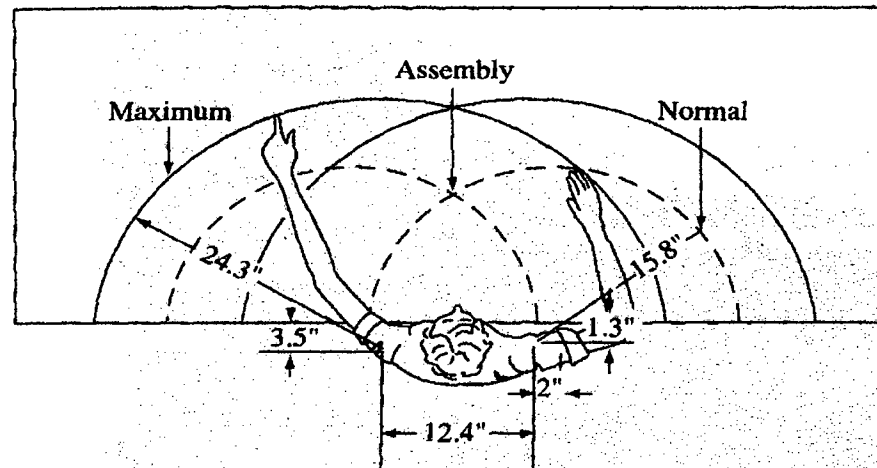 Assembly
Maximum
Normal
24.3"
15.8"
3.5"
1.3"
2"
12.4"